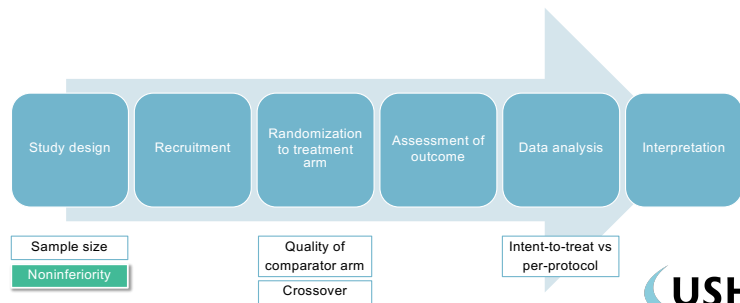 Study design
Recruitment
Randomization
to treatment
arm
Assessment of
outcome
Data analysis
Interpretation
Sample size
Noninferiority
Quality of
comparator arm
Crossover
Intent-to-treat vs
per-protocol